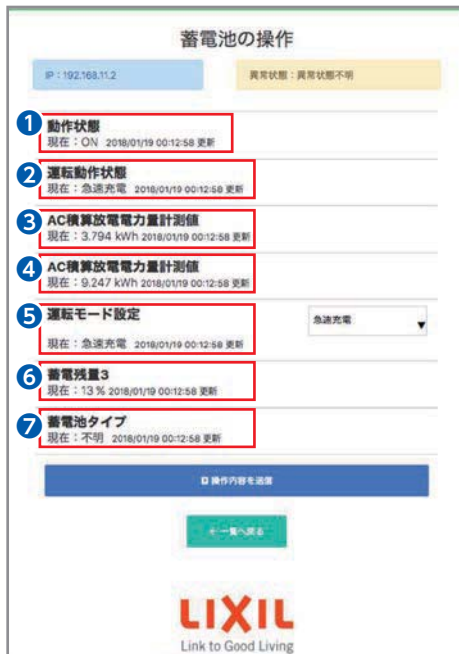 蓄電池の操作
IP:192.168.11.2
異常状態:異常状態不明
❶
動作状態
現在:ON 2018/01/19 00:12:58 更新
❷
運転動作状態
現在:急速充電 2018/01/19 00:12:58 更新
❸
AC積算放電電力量計測値
現在:3.794 kWh 2018/01/19 00:12:58 更新
❹
AC積算放電電力量計測値
現在:9.247 kWh 2018/01/19 00:12:58 更新
❺
運転モード設定
急速充電 ▼
現在:急速充電 2018/01/19 00:12:58 更新
❻
蓄電残量3
現在:13 % 2018/01/19 00:12:58 更新
❼
蓄電池タイプ
現在:不明 2018/01/19 00:12:58 更新
操作内容を送信
一覧へ戻る
LIXIL
Link to Good Living